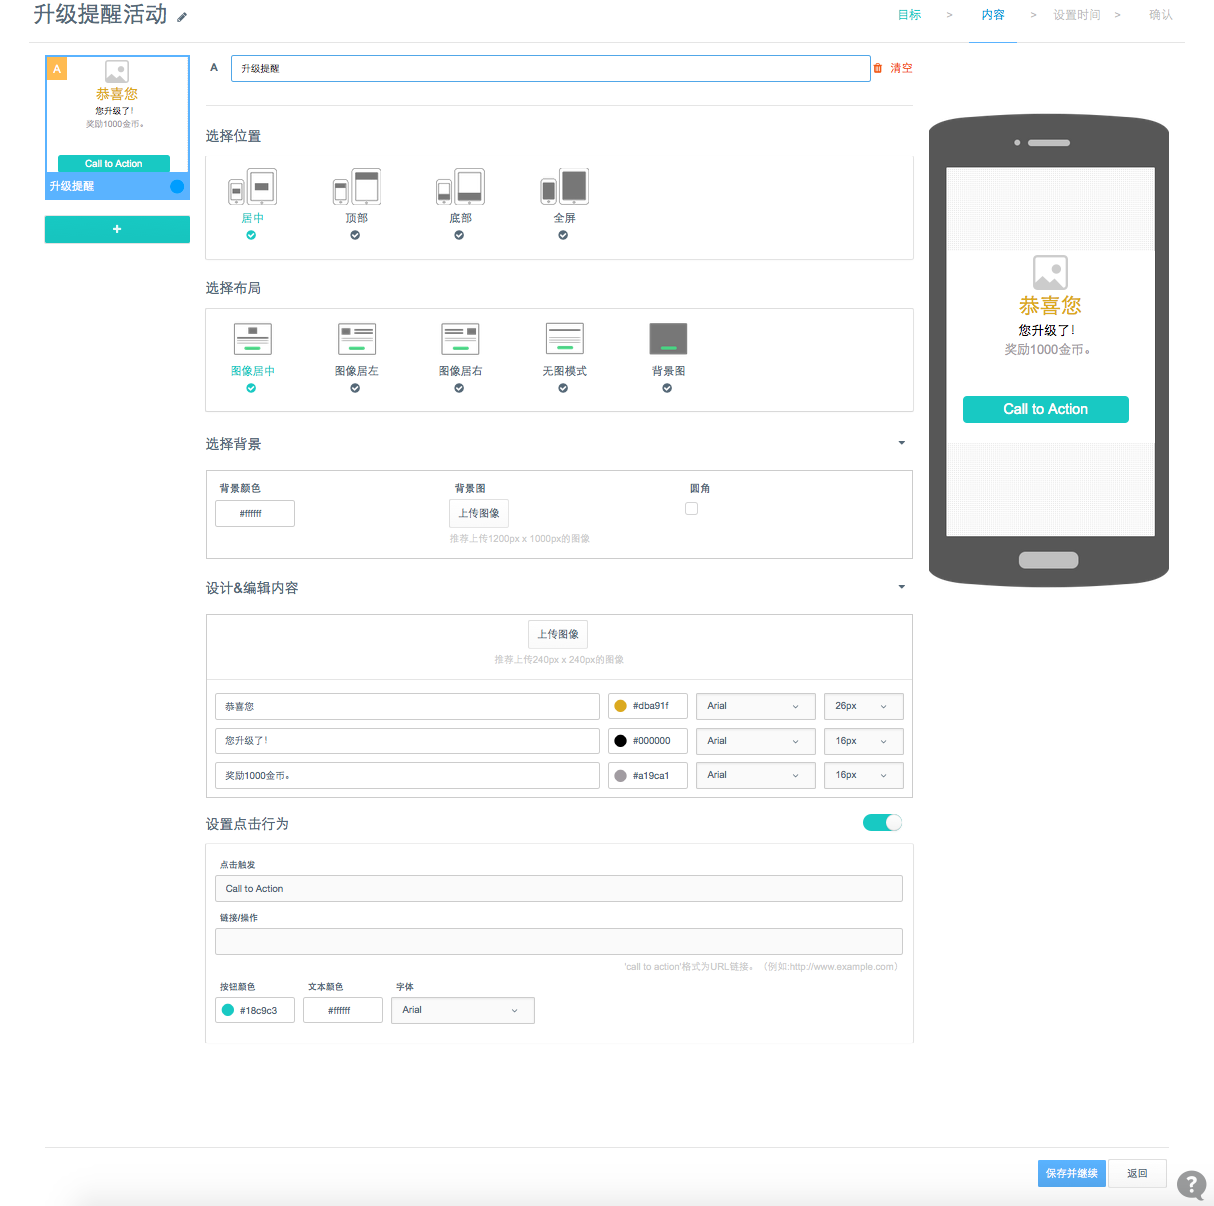 升级提醒活动
目标 > 内容 > 设置时间 > 确认
A
恭喜您
您升级了!
奖励1000金币。
Call to Action
升级提醒
+
A 升级提醒 清空
选择位置
居中 顶部 底部 全屏
选择布局
图像居中 图像居左 图像居右 无图模式 背景图
选择背景
背景颜色 背景图 圆角
#ffffff 上传图像
推荐上传1200px x 1000px的图像
设计&编辑内容
上传图像
推荐上传240px x 240px的图像
恭喜您 #dba91f Arial 26px
您升级了! #000000 Arial 16px
奖励1000金币。 #a19ca1 Arial 16px
设置点击行为
点击触发
Call to Action
链接/操作
'call to action'格式为URL链接。（例如:http://www.example.com）
按钮颜色 文本颜色 字体
#18c9c3 #ffffff Arial
恭喜您
您升级了!
奖励1000金币。
Call to Action
保存并继续 返回
?